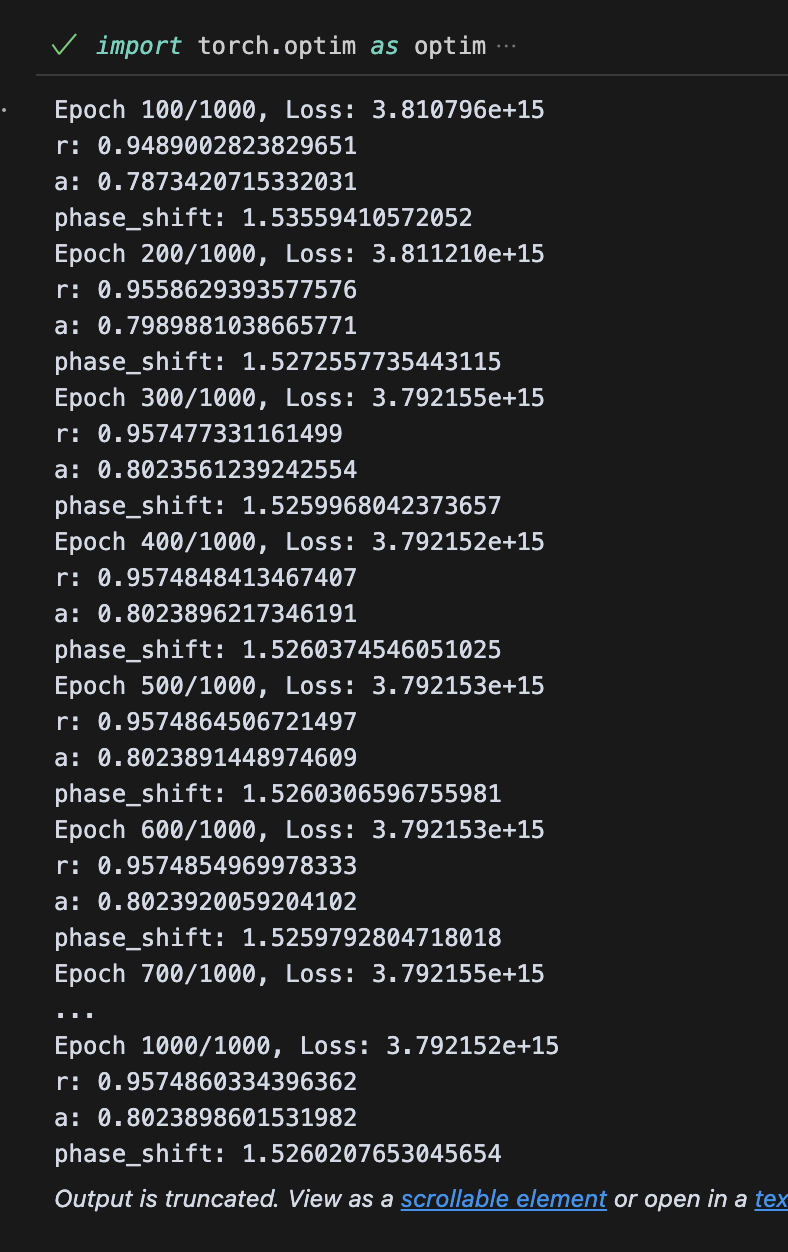 import torch.optim as optim ···
Epoch 100/1000, Loss: 3.810796e+15
r: 0.9489002823829651
a: 0.7873420715332031
phase_shift: 1.53559410572052
Epoch 200/1000, Loss: 3.811210e+15
r: 0.9558629393577576
a: 0.7989881038665771
phase_shift: 1.5272557735443115
Epoch 300/1000, Loss: 3.792155e+15
r: 0.957477331161499
a: 0.8023561239242554
phase_shift: 1.5259968042373657
Epoch 400/1000, Loss: 3.792152e+15
r: 0.9574848413467407
a: 0.8023896217346191
phase_shift: 1.5260374546051025
Epoch 500/1000, Loss: 3.792153e+15
r: 0.9574864506721497
a: 0.8023891448974609
phase_shift: 1.5260306596755981
Epoch 600/1000, Loss: 3.792153e+15
r: 0.9574854969978333
a: 0.8023920059204102
phase_shift: 1.5259792804718018
Epoch 700/1000, Loss: 3.792155e+15
...
Epoch 1000/1000, Loss: 3.792152e+15
r: 0.9574860334396362
a: 0.8023898601531982
phase_shift: 1.5260207653045654
Output is truncated. View as a scrollable element or open in a tex